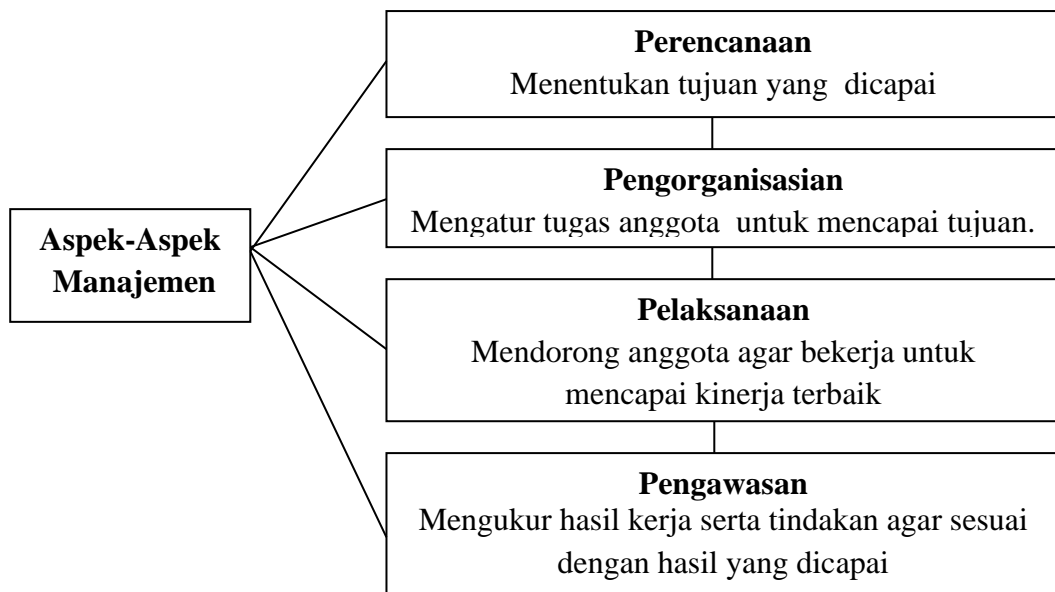 Perencanaan
Menentukan tujuan yang dicapai
Pengorganisasian
Mengatur tugas anggota untuk mencapai tujuan.
Aspek-Aspek
Manajemen
Pelaksanaan
Mendorong anggota agar bekerja untuk
mencapai kinerja terbaik
Pengawasan
Mengukur hasil kerja serta tindakan agar sesuai
dengan hasil yang dicapai